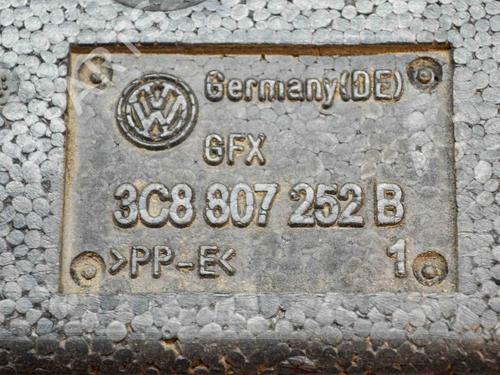 Germany(DE)
GFX
3C8 807 252 B
>PP-E< 1